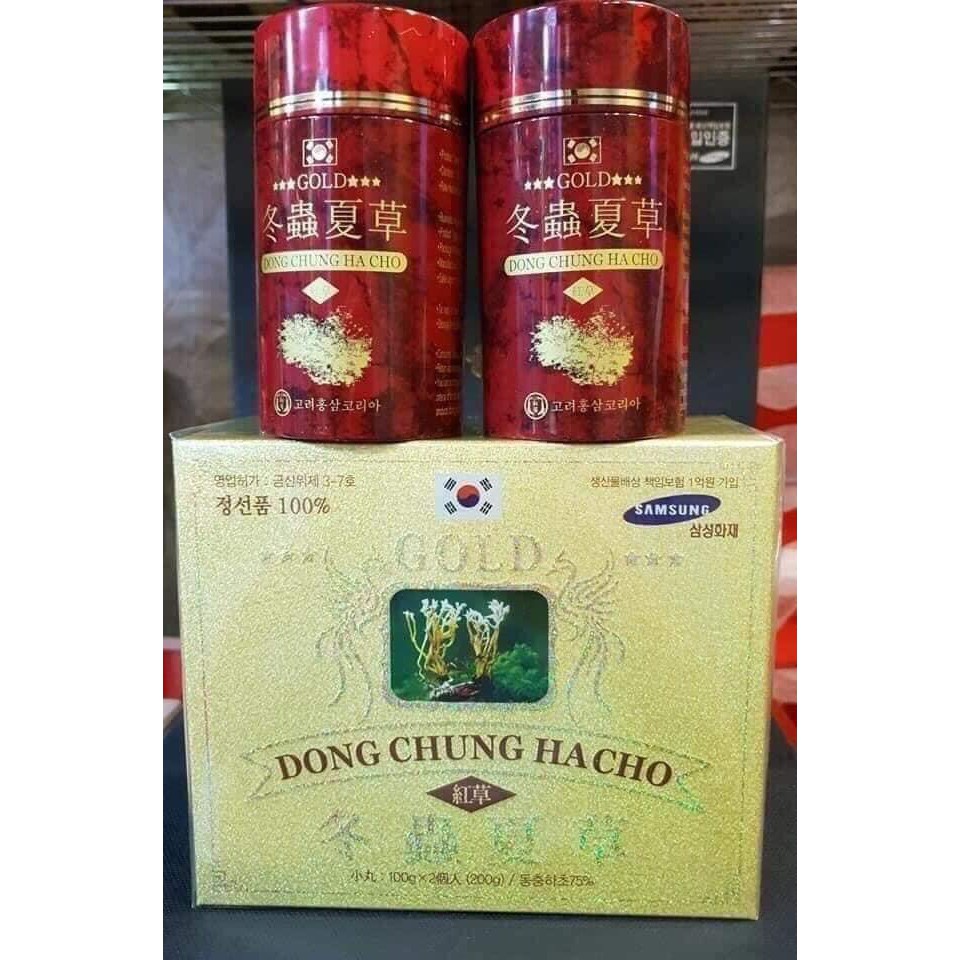 GOLD
冬蟲夏草
DONG CHUNG HA CHO
고려홍삼코리아
GOLD
冬蟲夏草
DONG CHUNG HA CHO
紅草
고려홍삼코리아
입인증
영업허가 : 금신위제 3-7호
정선품 100%
생산물배상 책임보험 1억원 가입
SAMSUNG
삼성화재
GOLD
DONG CHUNG HA CHO
紅草
冬蟲夏草
小丸 : 100g×2個入 (200g) / 동충하초75%